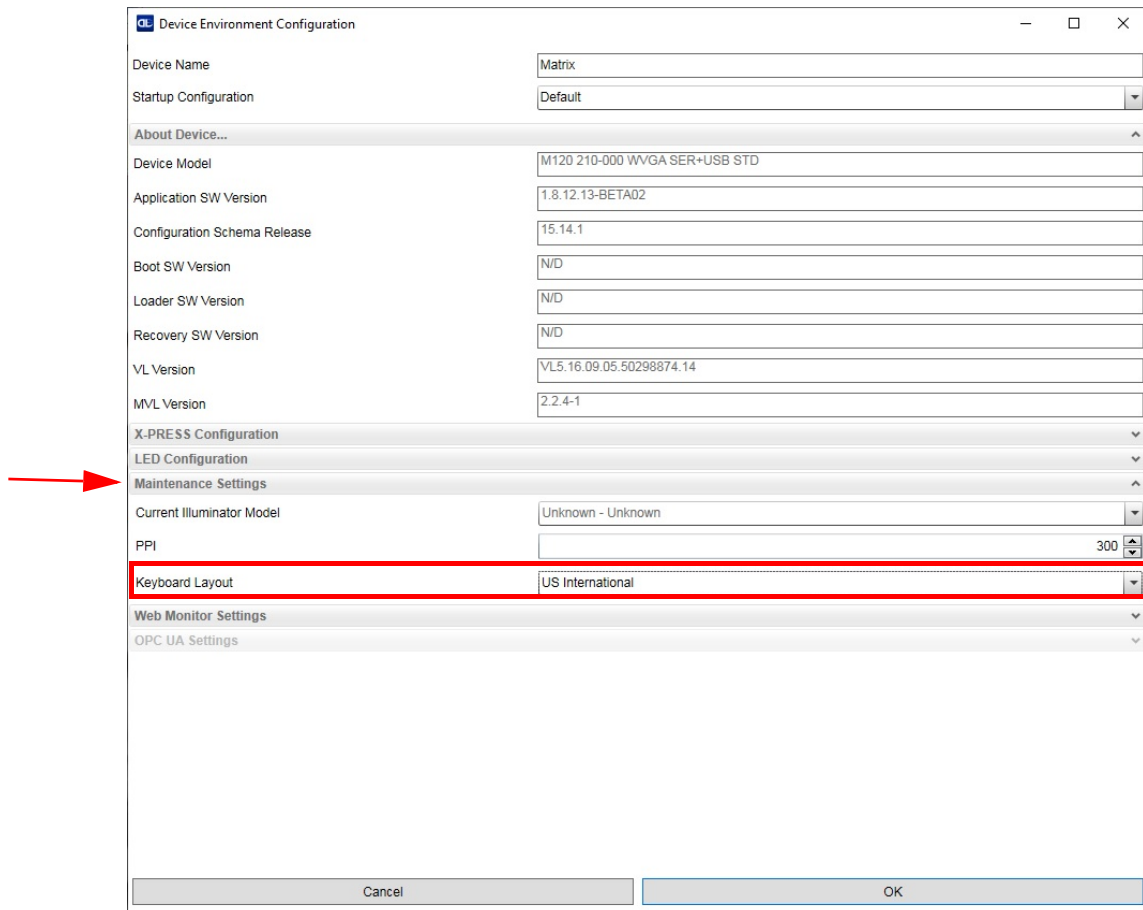 Device Environment Configuration
Device Name Matrix
Startup Configuration Default
About Device...
Device Model M120 210-000 WVGA SER+USB STD
Application SW Version 1.8.12.13-BETA02
Configuration Schema Release 15.14.1
Boot SW Version N/D
Loader SW Version N/D
Recovery SW Version N/D
VL Version VL5.16.09.05.50298874.14
MVL Version 2.2.4-1
X-PRESS Configuration
LED Configuration
Maintenance Settings
Current Illuminator Model Unknown - Unknown
PPI 300
Keyboard Layout US International
Web Monitor Settings
OPC UA Settings
Cancel OK